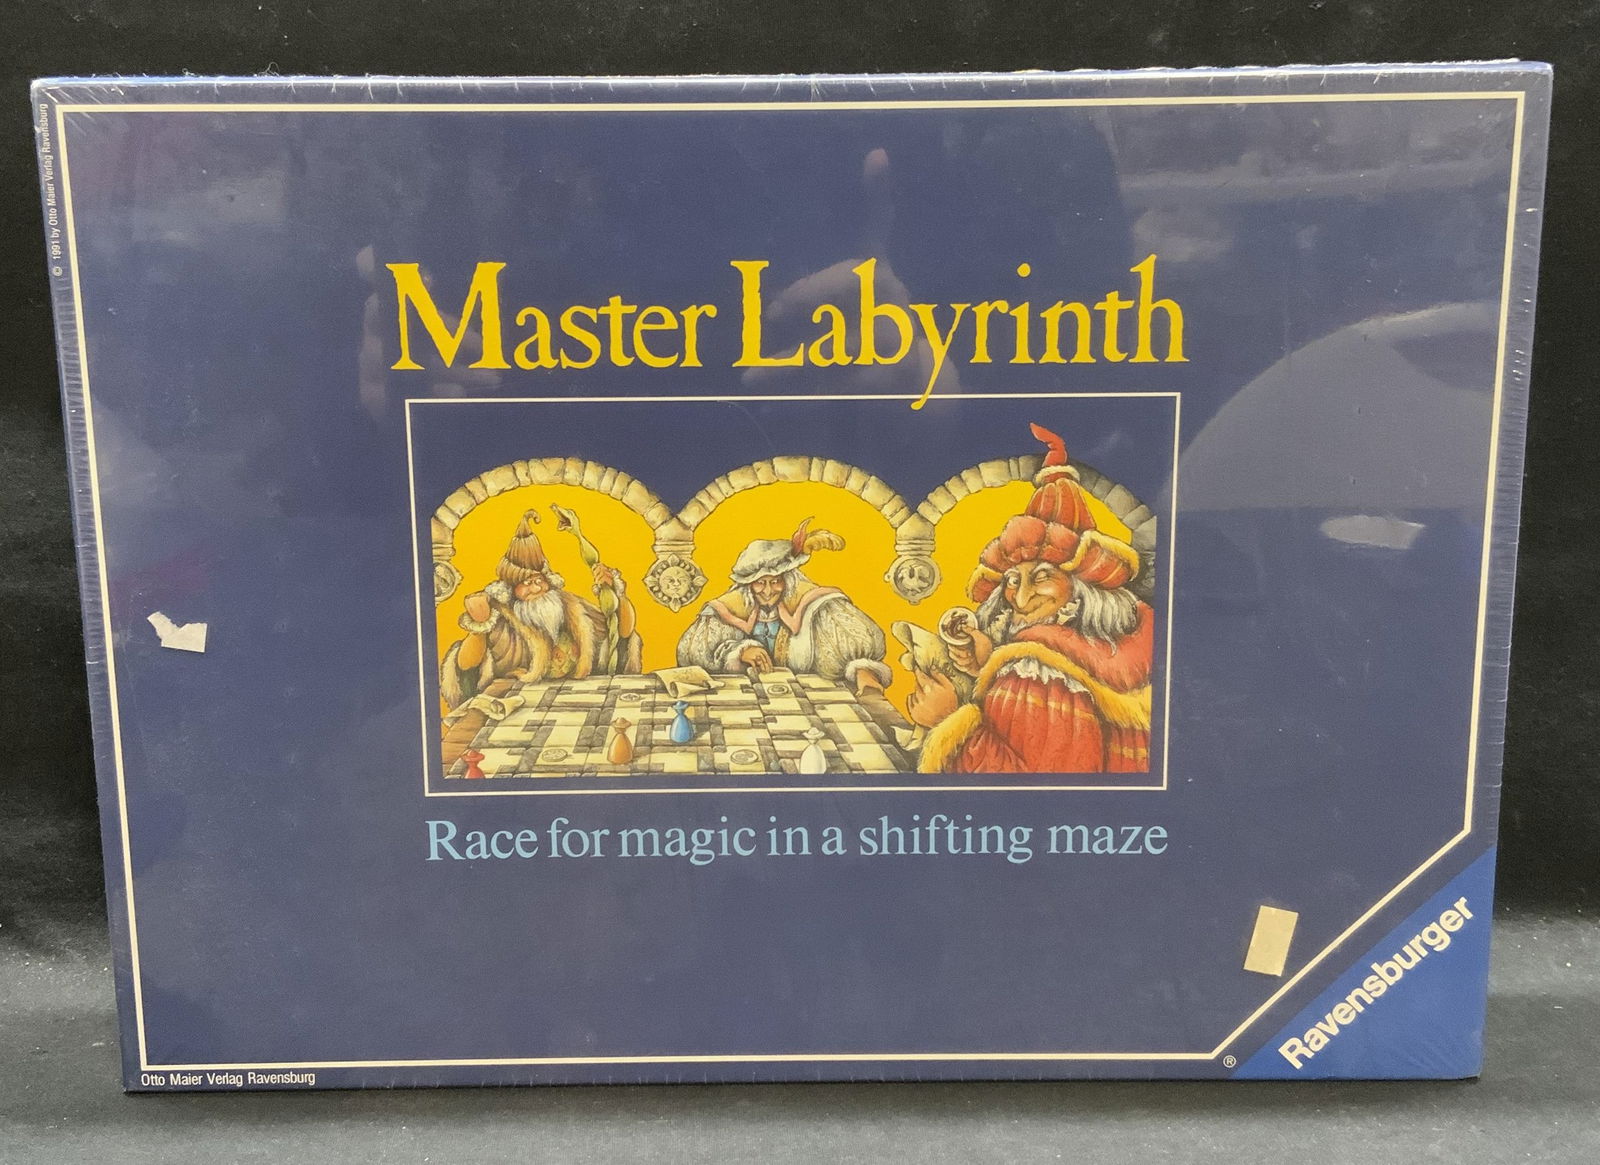 © 1991 by Otto Maier Verlag Ravensburg
Master Labyrinth
Race for magic in a shifting maze
Ravensburger
®
Otto Maier Verlag Ravensburg